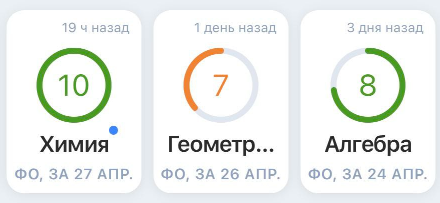 19 ч назад
10
Химия
ФО, ЗА 27 АПР.
1 день назад
7
Геометр...
ФО, ЗА 26 АПР.
3 дня назад
8
Алгебра
ФО, ЗА 24 АПР.